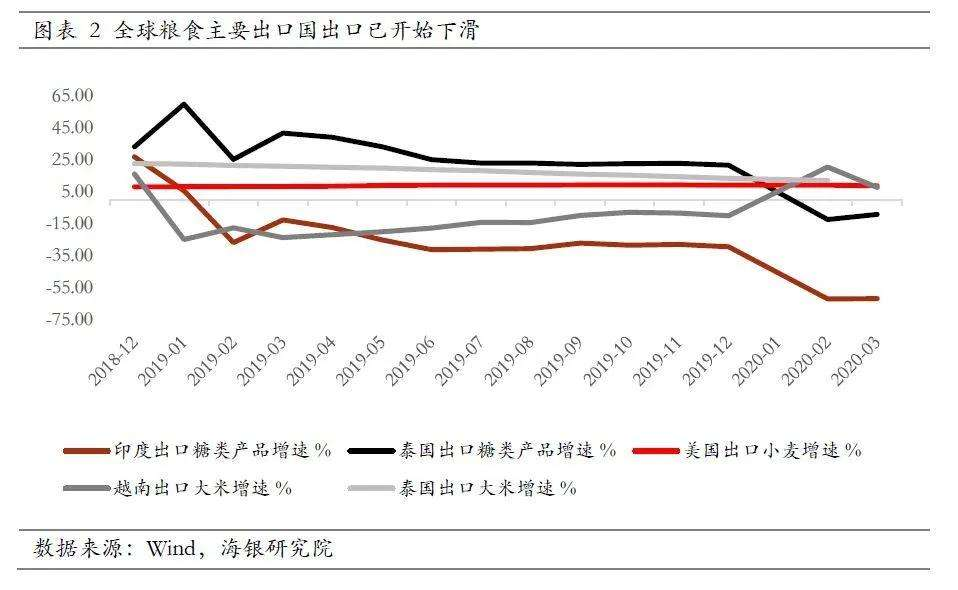 图表 2 全球粮食主要出口国出口已开始下滑
65.00
45.00
25.00
5.00
-15.00
-35.00
-55.00
-75.00
2018-12 2019-01 2019-02 2019-03 2019-04 2019-05 2019-06 2019-07 2019-08 2019-09 2019-10 2019-11 2019-12 2020-01 2020-02 2020-03
印度出口糖类产品增速% 泰国出口糖类产品增速% 美国出口小麦增速%
越南出口大米增速% 泰国出口大米增速%
数据来源：Wind，海银研究院